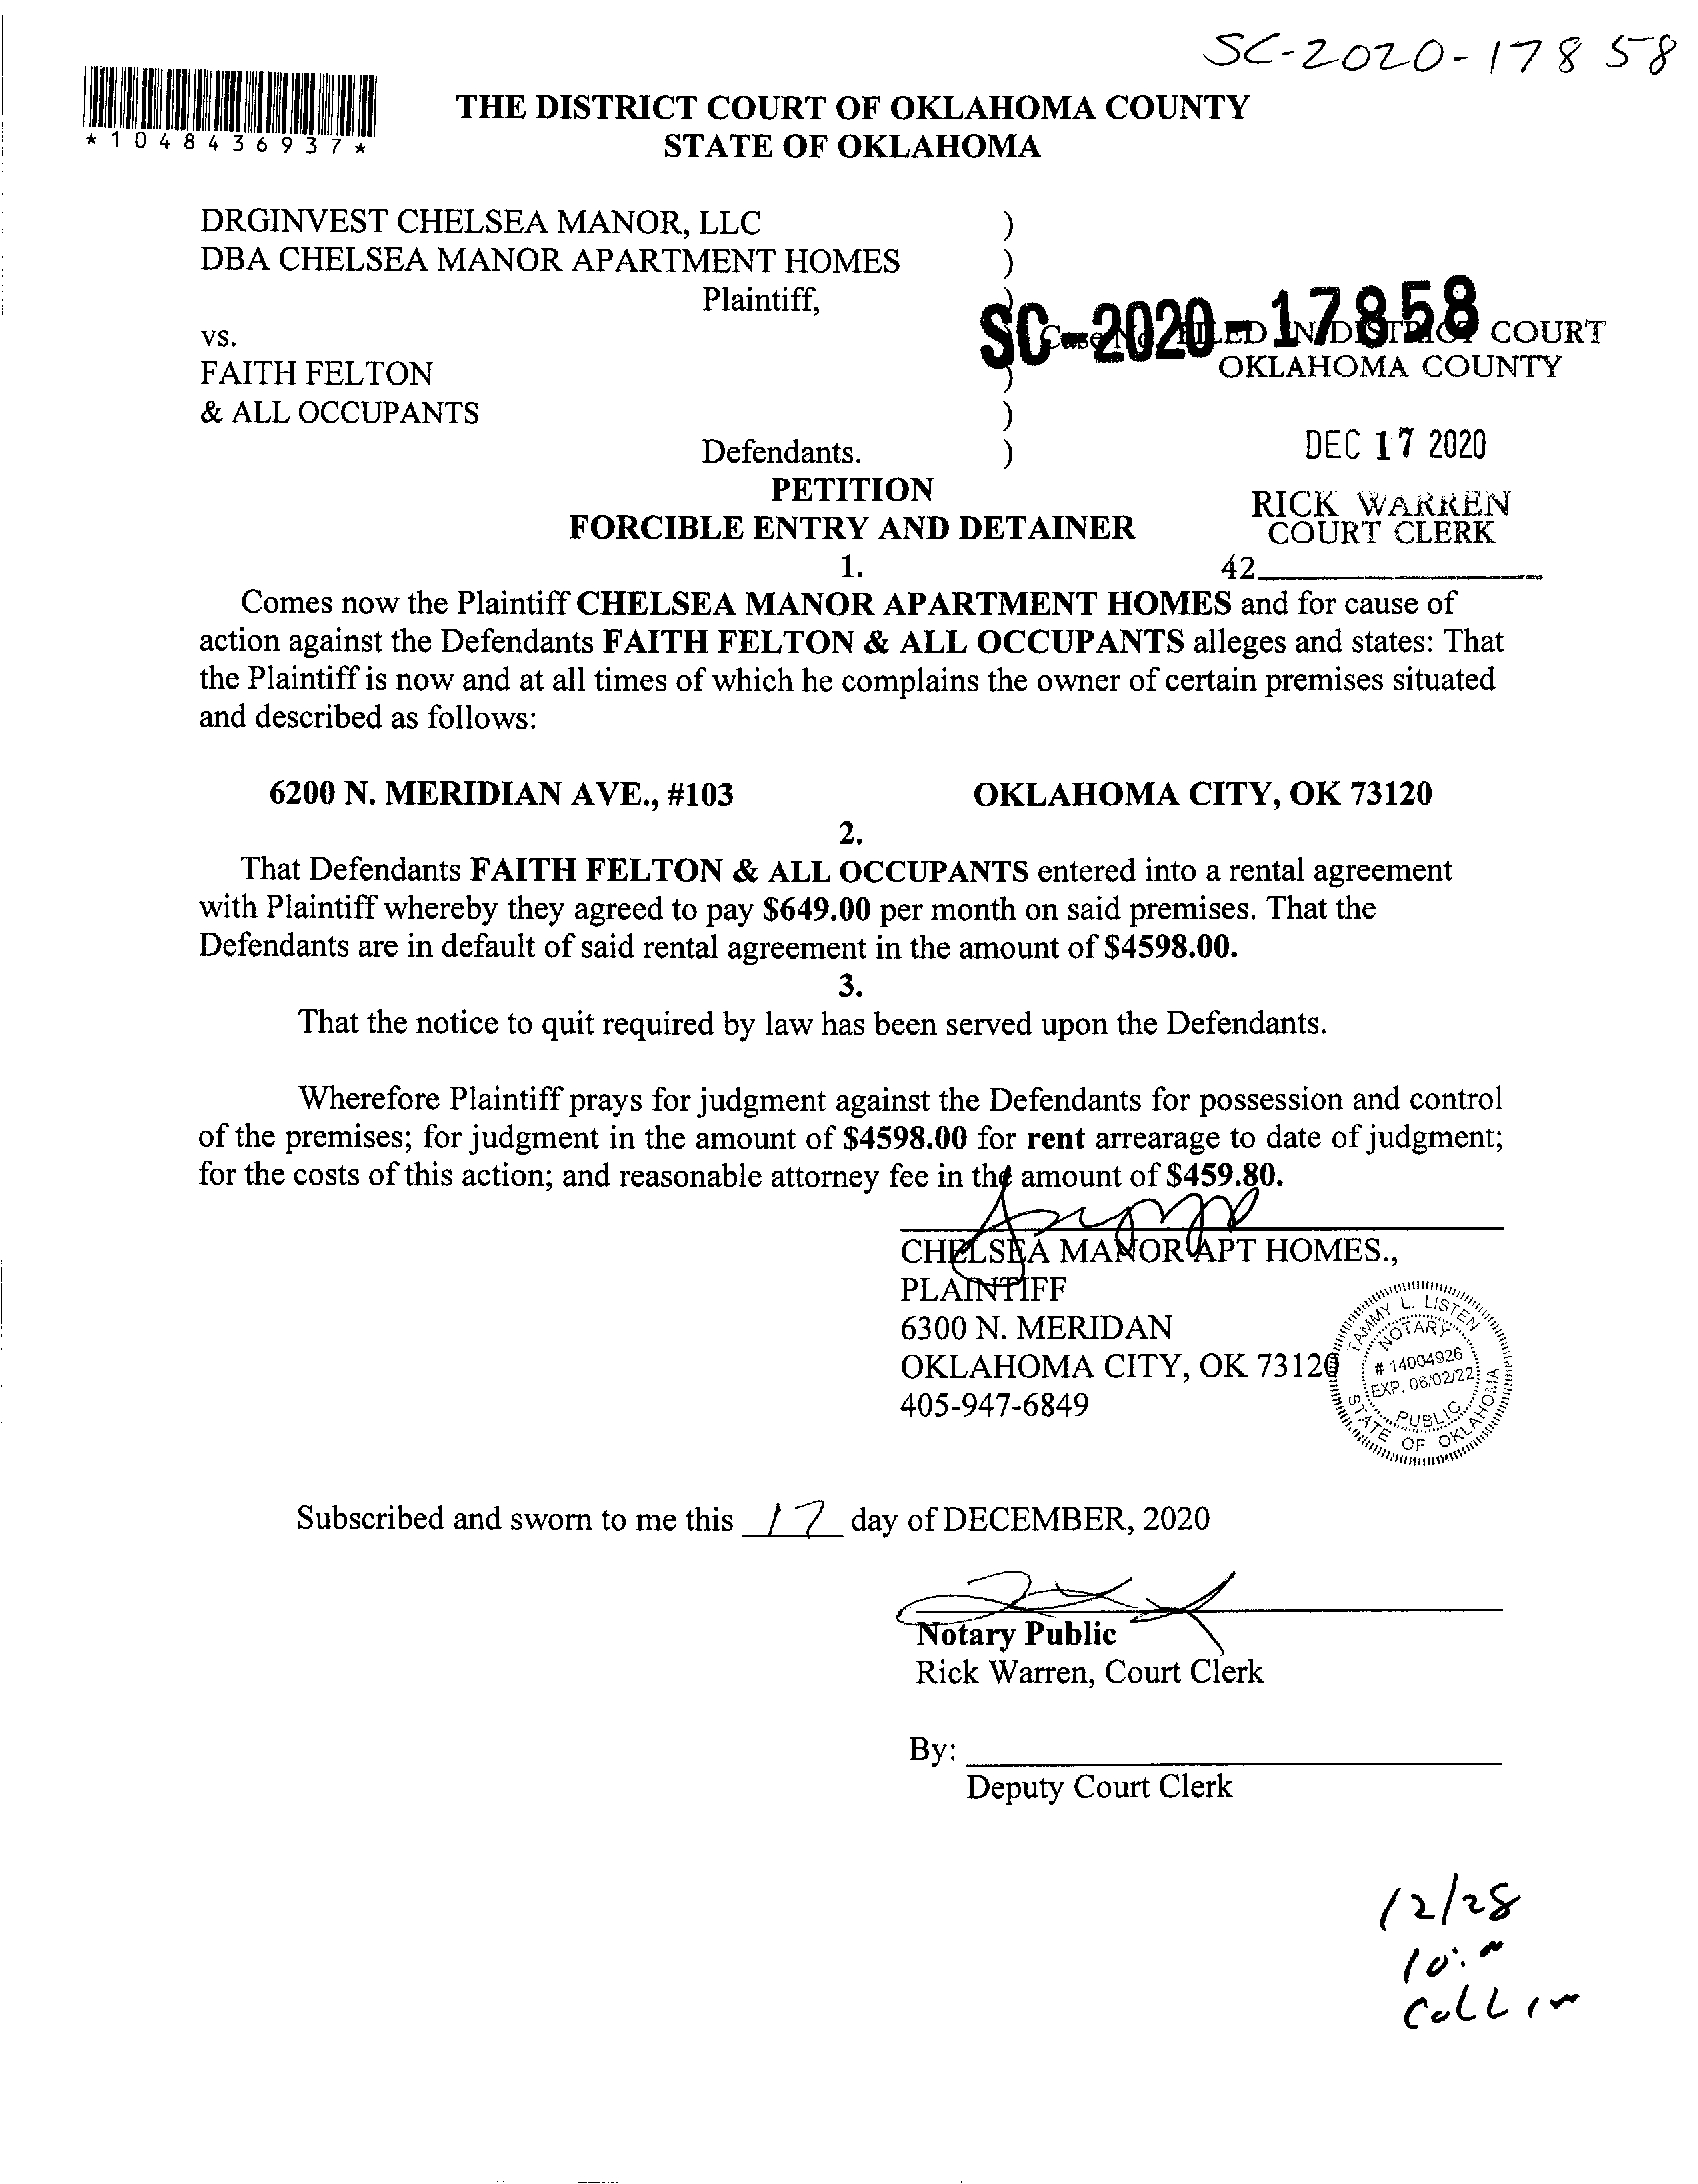 SC-2020-17858
*1048436937*
THE DISTRICT COURT OF OKLAHOMA COUNTY
STATE OF OKLAHOMA
DRGINVEST CHELSEA MANOR, LLC )
DBA CHELSEA MANOR APARTMENT HOMES )
Plaintiff, )
SC-2020-17858
vs. Case No. FILED IN DISTRICT COURT
FAITH FELTON ) OKLAHOMA COUNTY
& ALL OCCUPANTS )
Defendants. ) DEC 17 2020
PETITION
RICK WARREN
FORCIBLE ENTRY AND DETAINER
COURT CLERK
1.
42
Comes now the Plaintiff CHELSEA MANOR APARTMENT HOMES and for cause of
action against the Defendants FAITH FELTON & ALL OCCUPANTS alleges and states: That
the Plaintiff is now and at all times of which he complains the owner of certain premises situated
and described as follows:
6200 N. MERIDIAN AVE., #103 OKLAHOMA CITY, OK 73120
2.
That Defendants FAITH FELTON & ALL OCCUPANTS entered into a rental agreement
with Plaintiff whereby they agreed to pay $649.00 per month on said premises. That the
Defendants are in default of said rental agreement in the amount of $4598.00.
3.
That the notice to quit required by law has been served upon the Defendants.
Wherefore Plaintiff prays for judgment against the Defendants for possession and control
of the premises; for judgment in the amount of $4598.00 for rent arrearage to date of judgment;
for the costs of this action; and reasonable attorney fee in the amount of $459.80.
CHELSEA MANOR APT HOMES.,
PLAINTIFF
6300 N. MERIDAN
OKLAHOMA CITY, OK 73120
405-947-6849
TAMMY L. LISTEN
NOTARY
# 14004926
EXP. 06/02/22
PUBLIC
STATE OF OKLAHOMA
Subscribed and sworn to me this 17 day of DECEMBER, 2020
Notary Public
Rick Warren, Court Clerk
By:
Deputy Court Clerk
12/28